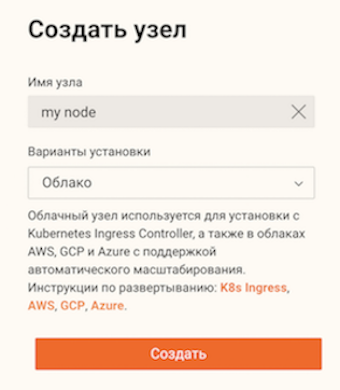 Создать узел
Имя узла
my node
Варианты установки
Облако
Облачный узел используется для установки с
Kubernetes Ingress Controller, а также в облаках
AWS, GCP и Azure с поддержкой
автоматического масштабирования.
Инструкции по развертыванию: K8s Ingress,
AWS, GCP, Azure.
Создать